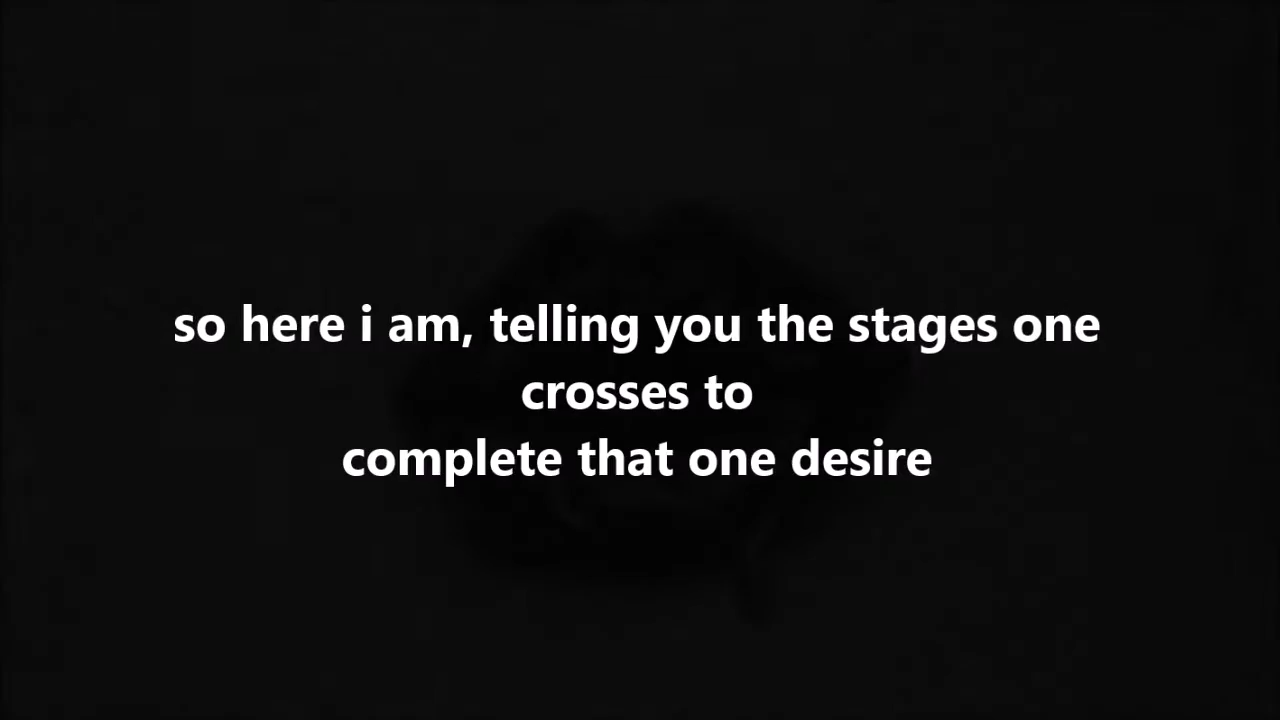 so here i am, telling you the stages one
crosses to
complete that one desire